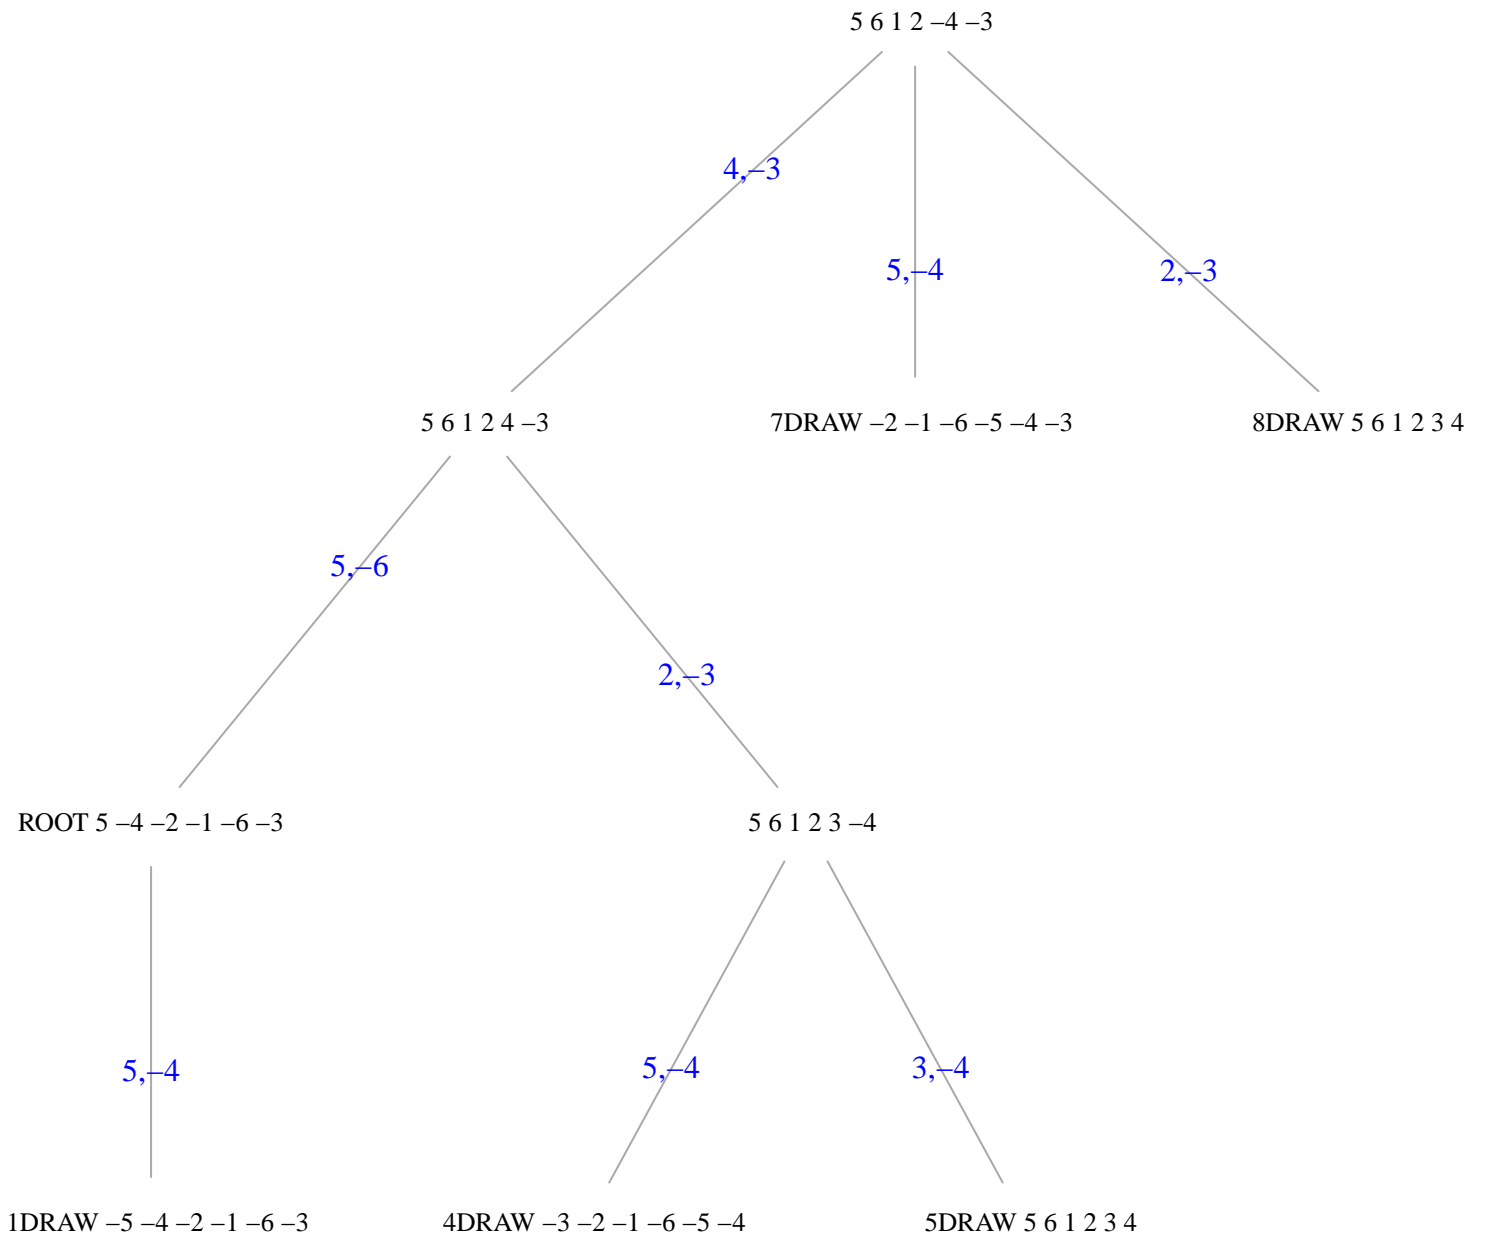 5 6 1 2 –4 –3
4,–3
5,–4
2,–3
5 6 1 2 4 –3
7DRAW –2 –1 –6 –5 –4 –3
8DRAW 5 6 1 2 3 4
5,–6
2,–3
ROOT 5 –4 –2 –1 –6 –3
5 6 1 2 3 –4
5,–4
5,–4
3,–4
1DRAW –5 –4 –2 –1 –6 –3
4DRAW –3 –2 –1 –6 –5 –4
5DRAW 5 6 1 2 3 4